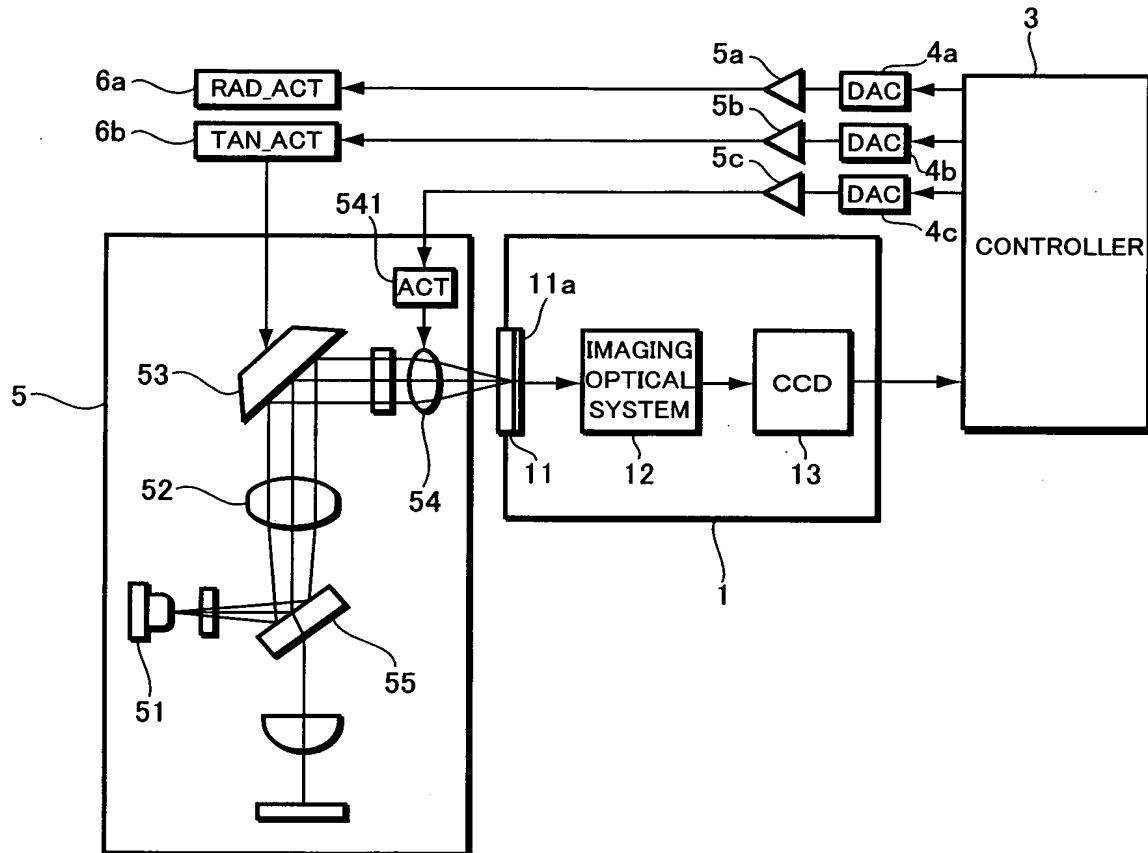 3
5a
4a
6a
RAD_ACT
DAC
5b
6b
TAN_ACT
DAC
4b
5c
DAC
4c
541
CONTROLLER
ACT
11a
53
5
IMAGING
OPTICAL
SYSTEM
CCD
11
12
13
54
52
1
51
55